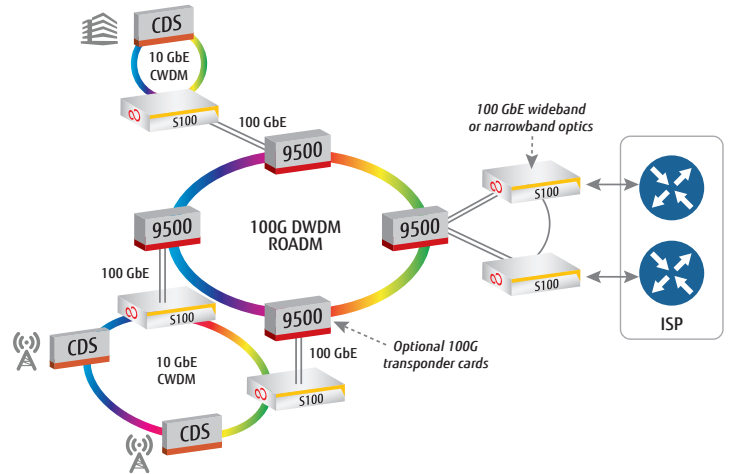 CDS
10 GbE
CWDM
S100
100 GbE
9500
100 GbE wideband
or narrowband optics
S100
9500
100G DWDM
ROADM
9500
100 GbE
S100
S100
ISP
9500
Optional 100G
transponder cards
100 GbE
CDS
10 GbE
CWDM
S100
CDS